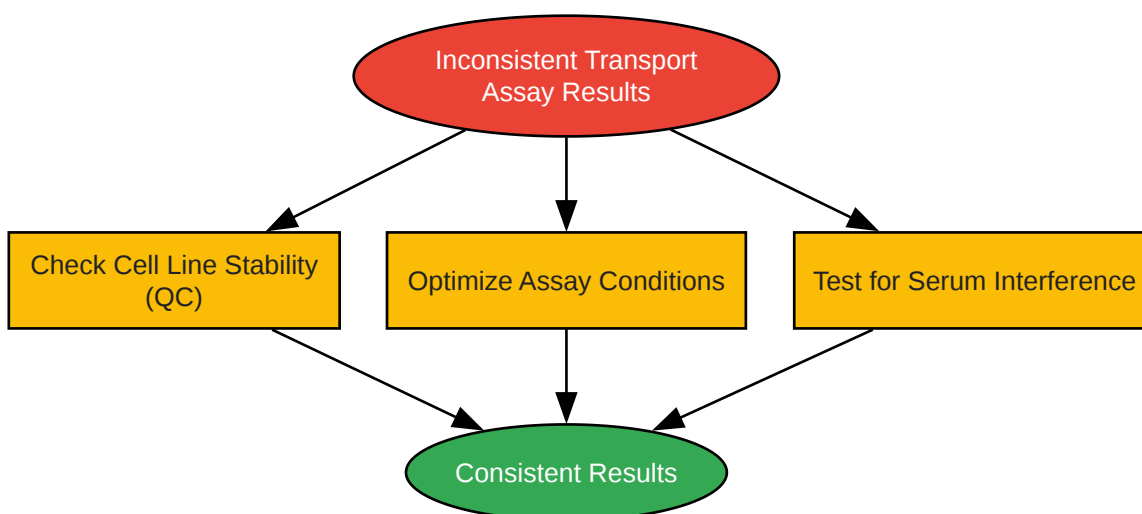 Inconsistent Transport
Assay Results
Check Cell Line Stability
(QC)
Optimize Assay Conditions
Test for Serum Interference
Consistent Results